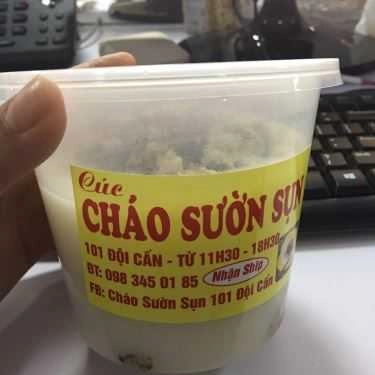 Cúc
CHÁO SƯỜN SỤN
101 ĐỘI CẤN - TỪ 11H30 - 18H30
ĐT: 098 345 01 85 Nhận Ship
FB: Cháo Sườn Sụn 101 Đội Cấn